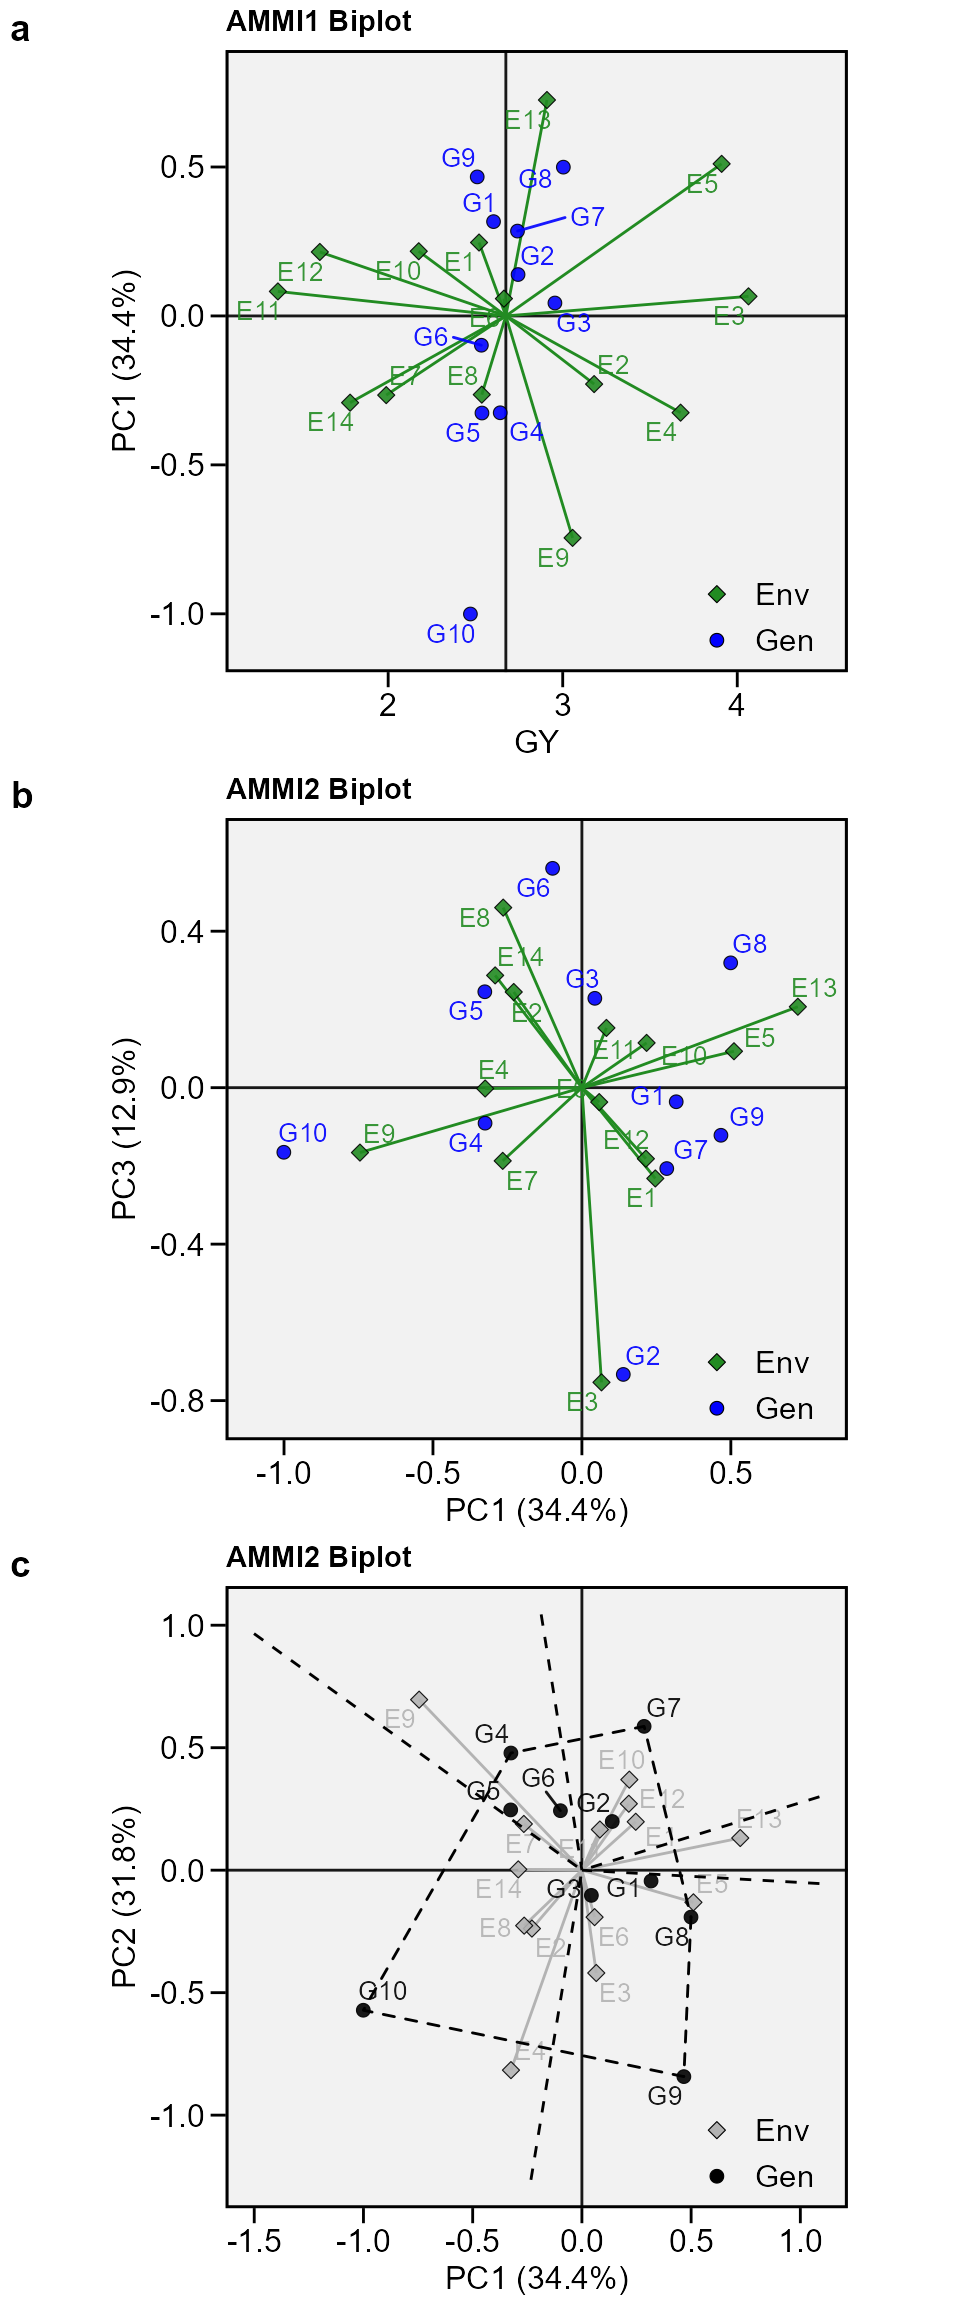 a
AMMI1 Biplot
E13
G9
G8
E5
0.5
G1
G7
E1
G2
E12
E10
E11
E3
0.0
G3
G6
E2
E7
E8
E14
G5
G4
E4
-0.5
E9
Env
-1.0
G10
Gen
PC1 (34.4%)
2
3
4
GY
b
AMMI2 Biplot
G6
E8
0.4
G8
E14
G3
E13
G5
E2
E5
E11
E10
E4
0.0
G1
G10
E9
G4
E12
G9
G7
E7
E1
-0.4
G2
Env
-0.8
E3
Gen
PC3 (12.9%)
-1.0
-0.5
0.0
0.5
PC1 (34.4%)
c
AMMI2 Biplot
1.0
E9
G7
G4
0.5
E10
G6
G5
G2
E12
E13
E7
0.0
E14
G3
G1
E5
E8
E2
E6
G8
-0.5
G10
E3
E4
G9
-1.0
Env
Gen
PC2 (31.8%)
-1.5
-1.0
-0.5
0.0
0.5
1.0
PC1 (34.4%)